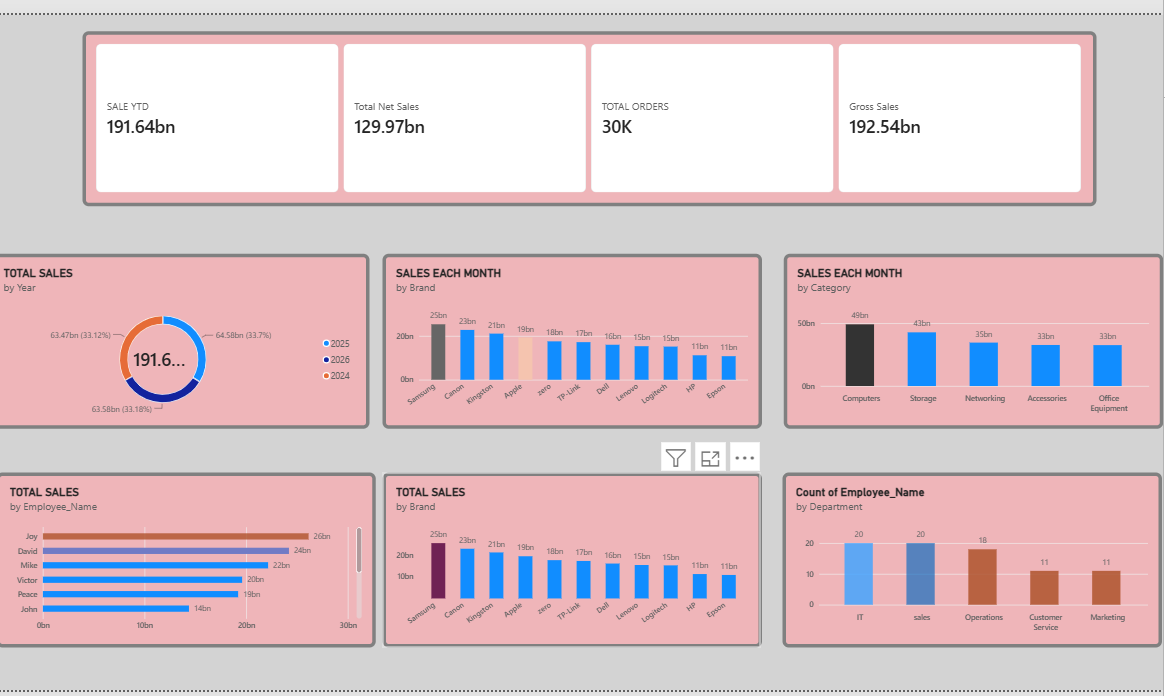 SALE YTD
191.64bn
Total Net Sales
129.97bn
TOTAL ORDERS
30K
Gross Sales
192.54bn
TOTAL SALES
by Year
63.47bn (33.12%)
64.58bn (33.7%)
191.6...
63.58bn (33.18%)
2025
2026
2024
SALES EACH MONTH
by Brand
20bn
0bn
25bn
23bn
21bn
19bn
18bn
17bn
16bn
15bn
15bn
11bn
11bn
Samsung
Canon
Kingston
Apple
zero
TP-Link
Dell
Lenovo
Logitech
HP
Epson
SALES EACH MONTH
by Category
50bn
0bn
49bn
43bn
35bn
33bn
33bn
Computers
Storage
Networking
Accessories
Office
Equipment
TOTAL SALES
by Employee_Name
Joy 26bn
David 24bn
Mike 22bn
Victor 20bn
Peace 19bn
John 14bn
0bn 10bn 20bn 30bn
TOTAL SALES
by Brand
20bn
10bn
25bn
23bn
21bn
19bn
18bn
17bn
16bn
15bn
15bn
11bn
11bn
Samsung
Canon
Kingston
Apple
zero
TP-Link
Dell
Lenovo
Logitech
HP
Epson
Count of Employee_Name
by Department
20
10
0
20
20
18
11
11
IT
sales
Operations
Customer
Service
Marketing